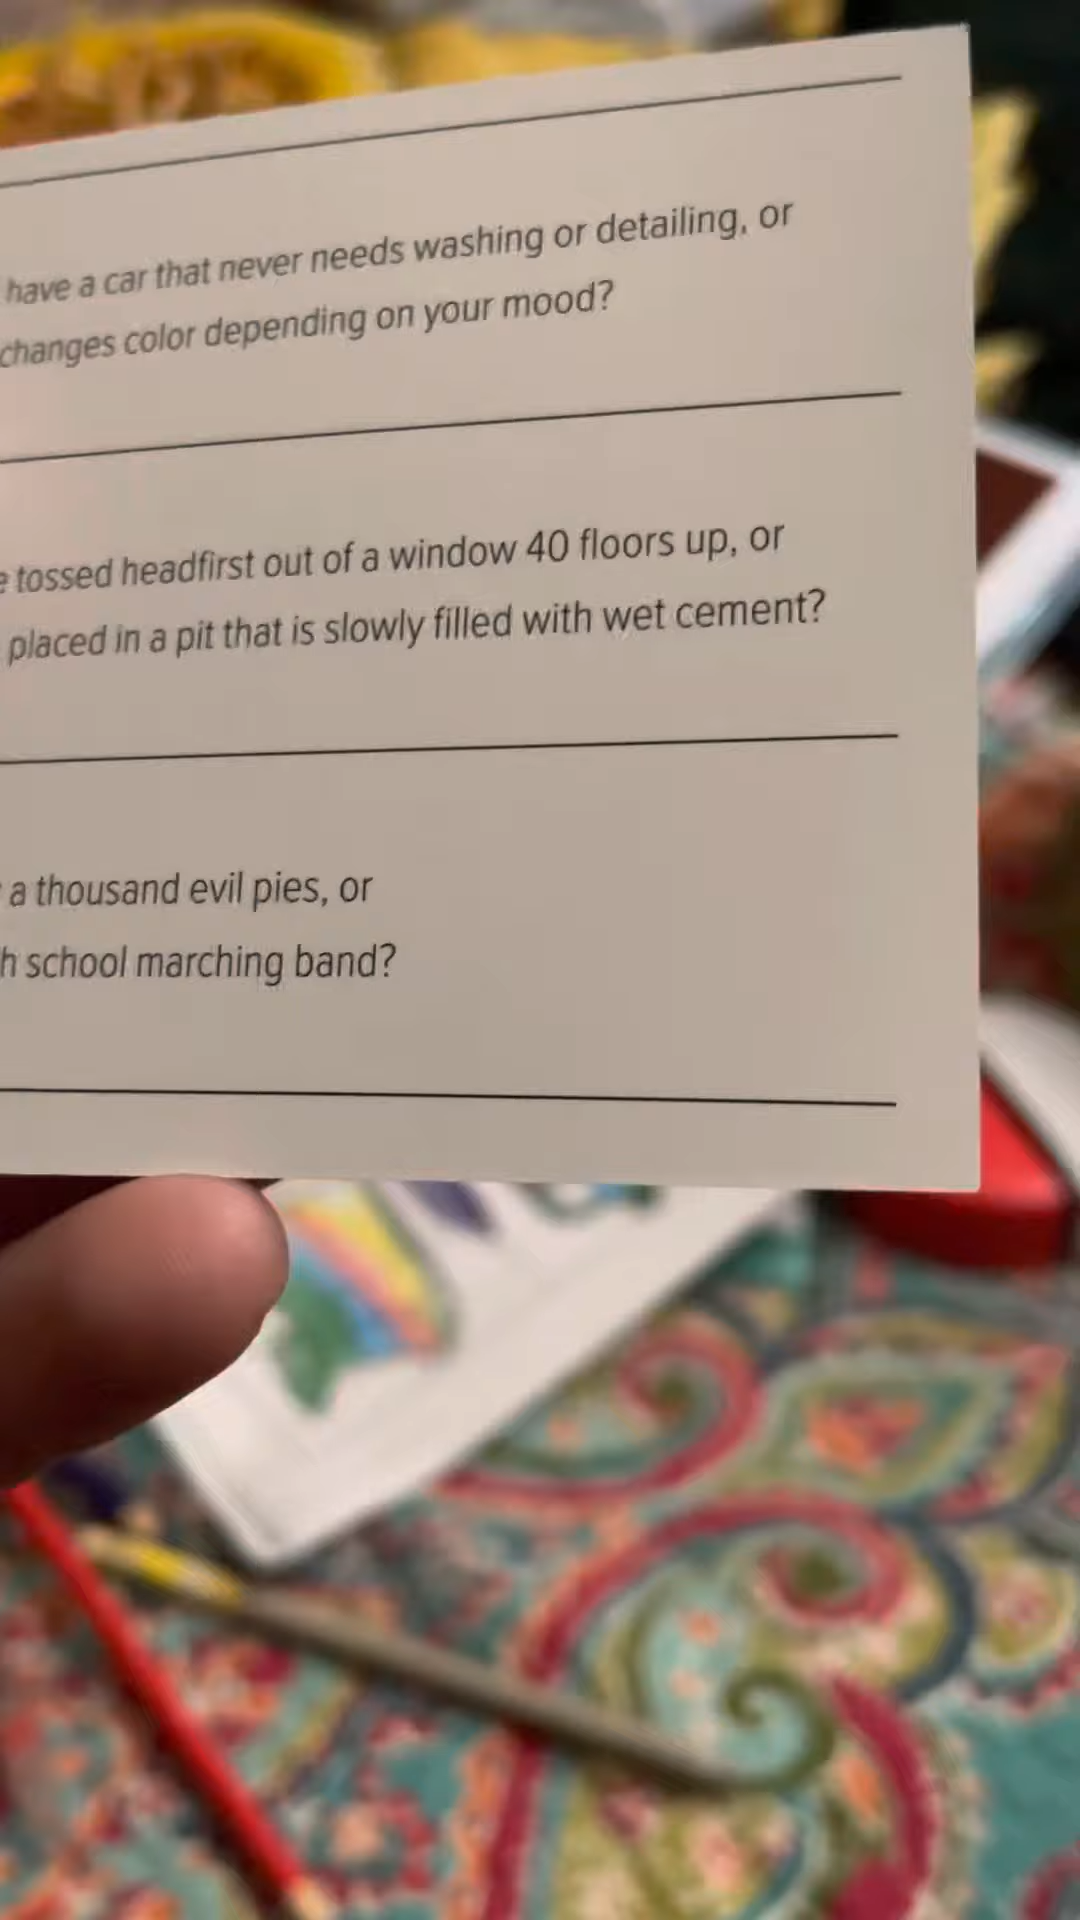 have a car that never needs washing or detailing, or
changes color depending on your mood?
tossed headfirst out of a window 40 floors up, or
placed in a pit that is slowly filled with wet cement?
a thousand evil pies, or
school marching band?